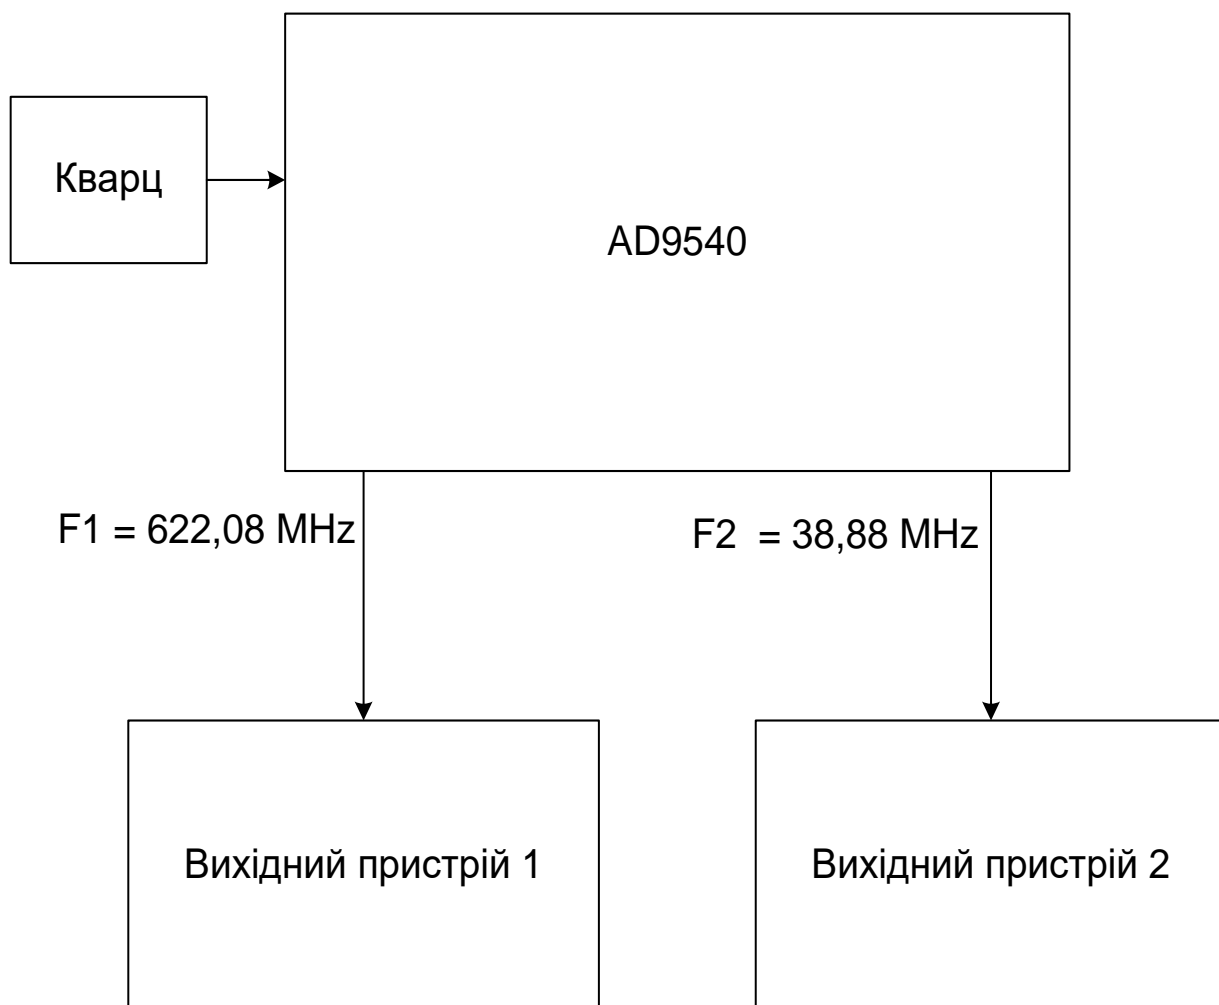 Кварц
AD9540
F1 = 622,08 MHz
F2  = 38,88 MHz
Вихідний пристрій 1
Вихідний пристрій 2